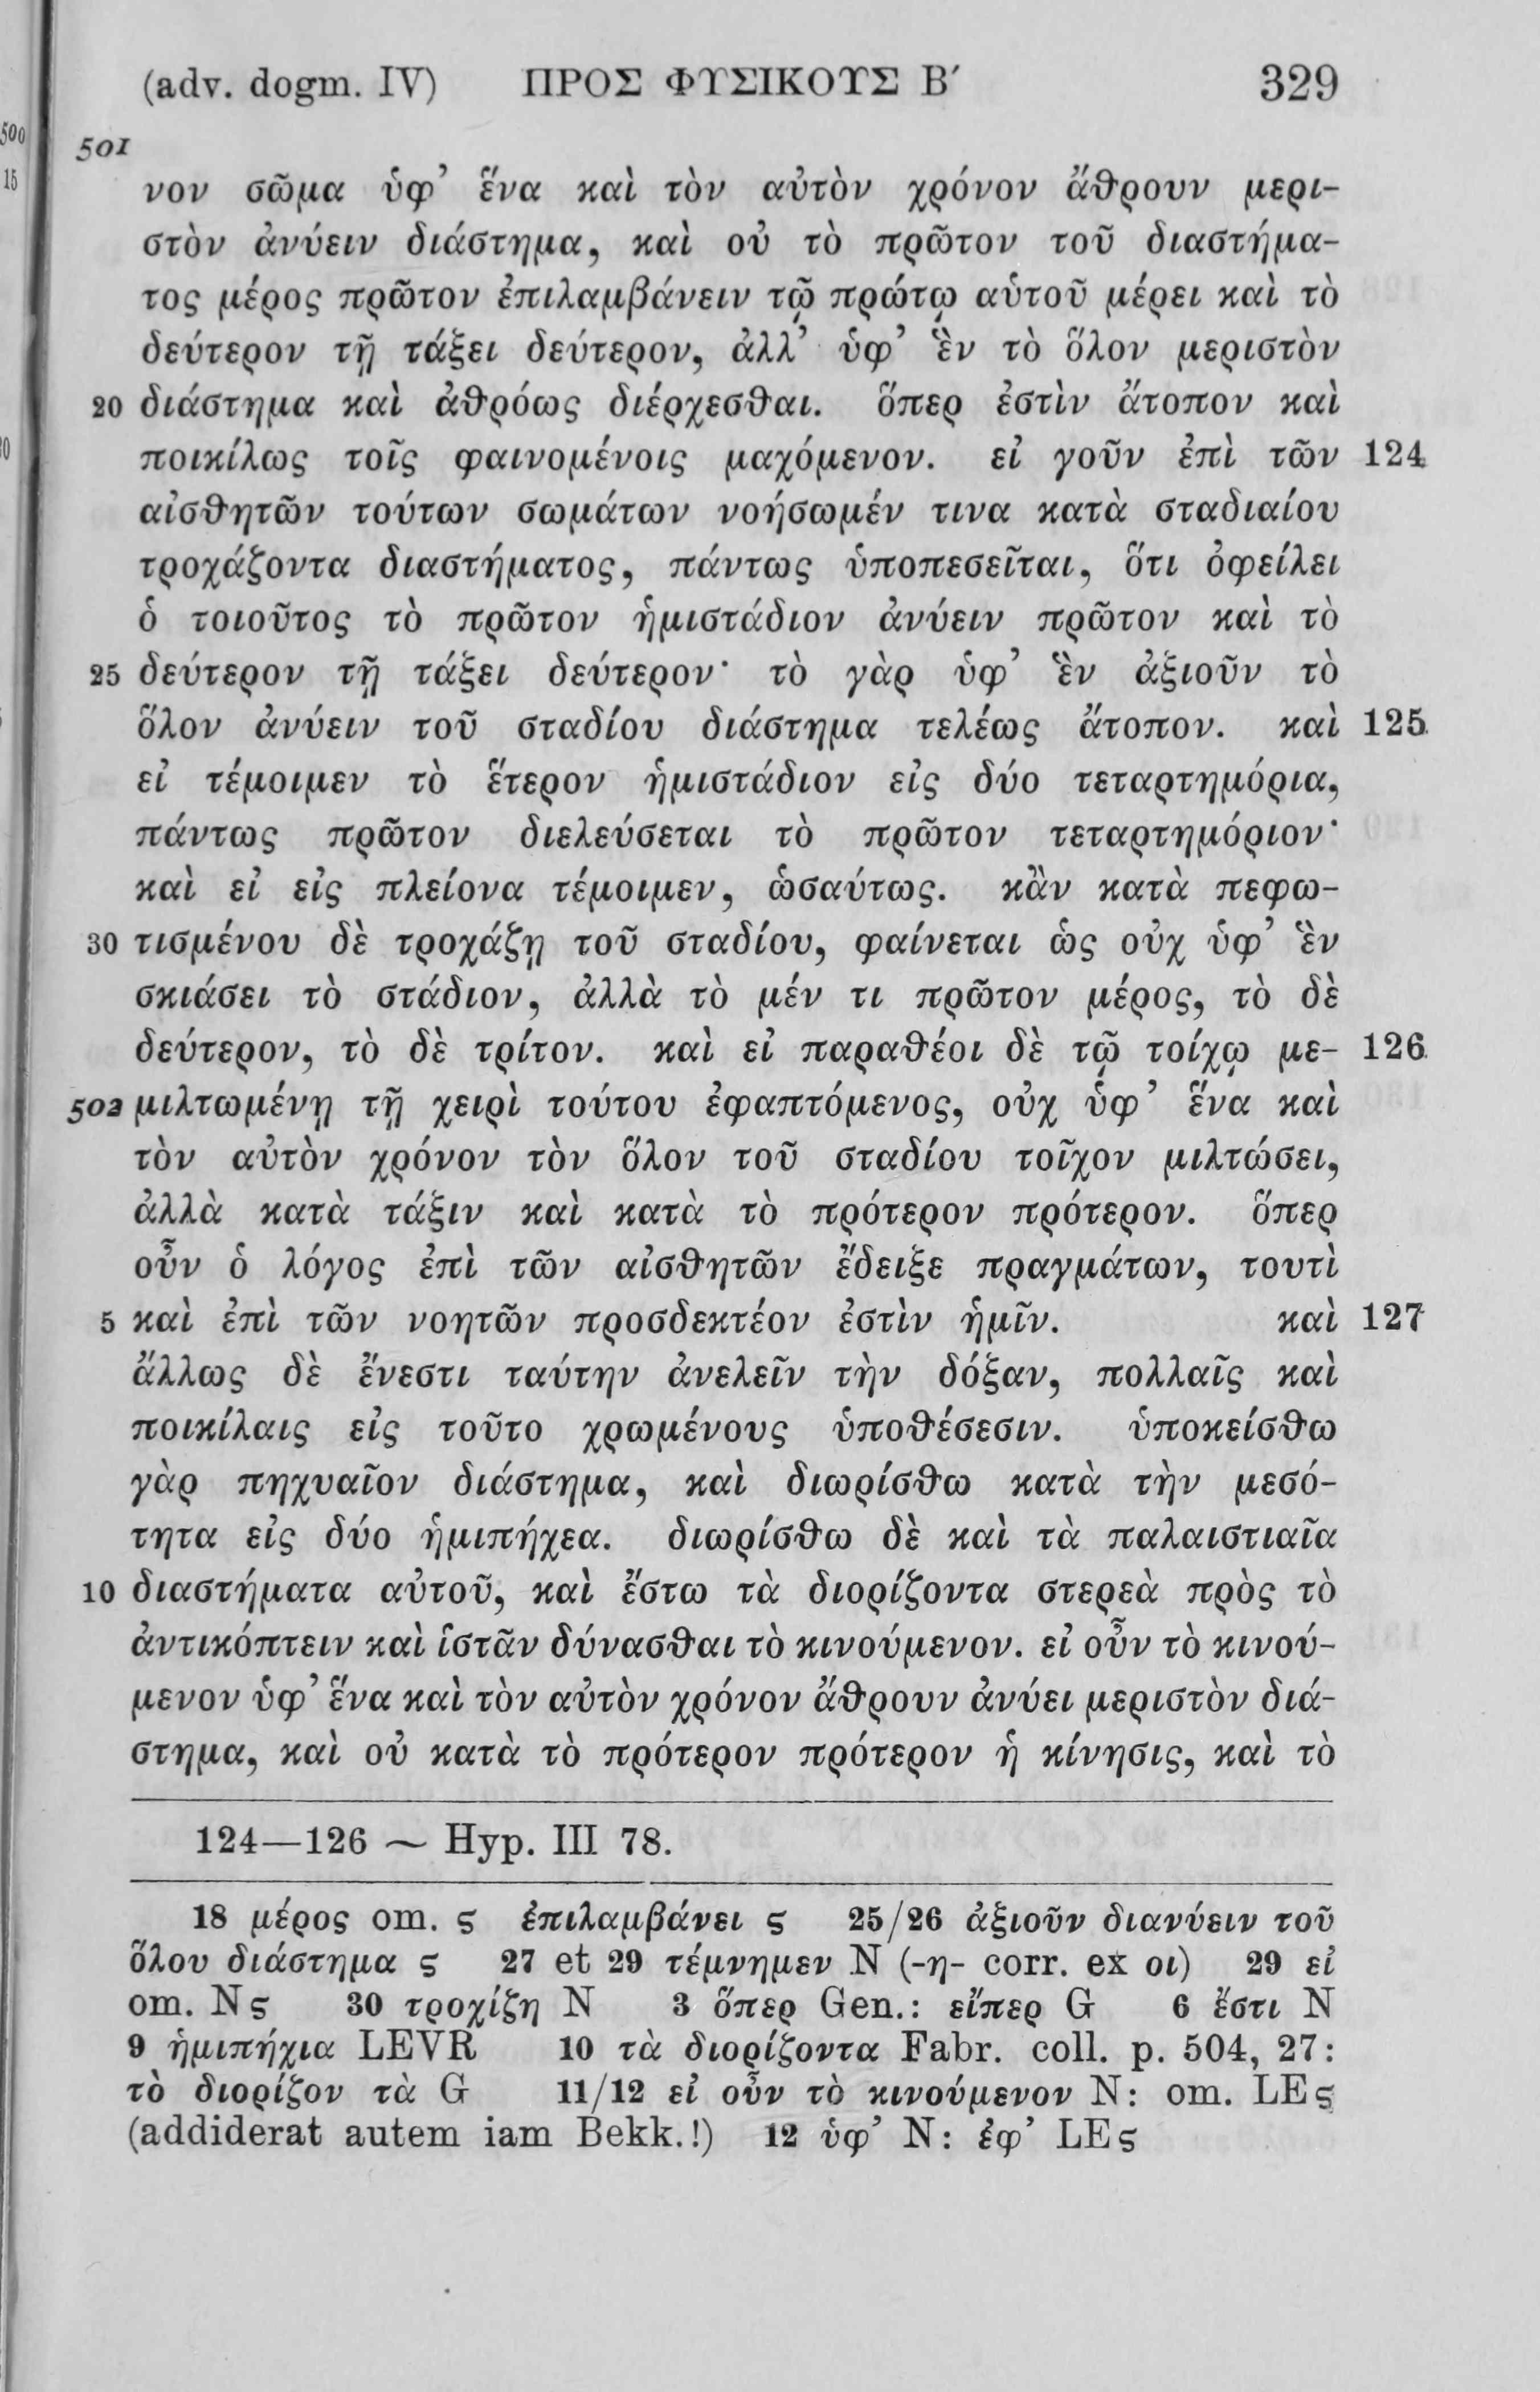 (adv. dogm. IV) ΠΡΟΣ ΦΥΣΙΚΟΥΣ Β′ 329
500
501
15
νον σῶμα ὑφ’ ἕνα καὶ τὸν αὐτὸν χρόνον ἄθρουν μερι-
στὸν ἀνύειν διάστημα, καὶ οὐ τὸ πρῶτον τοῦ διαστήμα-
τος μέρος πρῶτον ἐπιλαμβάνειν τῷ πρώτῳ αὑτοῦ μέρει καὶ τὸ
δεύτερον τῇ τάξει δεύτερον, ἀλλ’ ὑφ’ ἓν τὸ ὅλον μεριστὸν
20 διάστημα καὶ ἀθρόως διέρχεσθαι. ὅπερ ἐστὶν ἄτοπον καὶ
ποικίλως τοῖς φαινομένοις μαχόμενον. εἰ γοῦν ἐπὶ τῶν 124
αἰσθητῶν τούτων σωμάτων νοήσωμέν τινα κατὰ σταδιαίου
τροχάζοντα διαστήματος, πάντως ὑποπεσεῖται, ὅτι ὀφείλει
ὁ τοιοῦτος τὸ πρῶτον ἡμιστάδιον ἀνύειν πρῶτον καὶ τὸ
25 δεύτερον τῇ τάξει δεύτερον· τὸ γὰρ ὑφ’ ἓν ἀξιοῦν τὸ
ὅλον ἀνύειν τοῦ σταδίου διάστημα τελέως ἄτοπον. καὶ 125
εἰ τέμοιμεν τὸ ἕτερον ἡμιστάδιον εἰς δύο τεταρτημόρια,
πάντως πρῶτον διελεύσεται τὸ πρῶτον τεταρτημόριον·
καὶ εἰ εἰς πλείονα τέμοιμεν, ὡσαύτως. κἂν κατὰ πεφω-
30 τισμένου δὲ τροχάζῃ τοῦ σταδίου, φαίνεται ὡς οὐχ ὑφ’ ἓν
σκιάσει τὸ στάδιον, ἀλλὰ τὸ μέν τι πρῶτον μέρος, τὸ δὲ
δεύτερον, τὸ δὲ τρίτον. καὶ εἰ παραθέοι δὲ τῷ τοίχῳ με- 126
502 μιλτωμένῃ τῇ χειρὶ τούτου ἐφαπτόμενος, οὐχ ὑφ’ ἕνα καὶ
τὸν αὐτὸν χρόνον τὸν ὅλον τοῦ σταδίου τοῖχον μιλτώσει,
ἀλλὰ κατὰ τάξιν καὶ κατὰ τὸ πρότερον πρότερον. ὅπερ
οὖν ὁ λόγος ἐπὶ τῶν αἰσθητῶν ἔδειξε πραγμάτων, τουτὶ
5 καὶ ἐπὶ τῶν νοητῶν προσδεκτέον ἐστὶν ἡμῖν. καὶ 127
ἄλλως δὲ ἔνεστι ταύτην ἀνελεῖν τὴν δόξαν, πολλαῖς καὶ
ποικίλαις εἰς τοῦτο χρωμένους ὑποθέσεσιν. ὑποκείσθω
γὰρ πηχυαῖον διάστημα, καὶ διωρίσθω κατὰ τὴν μεσό-
τητα εἰς δύο ἡμιπήχεα. διωρίσθω δὲ καὶ τὰ παλαιστιαῖα
10 διαστήματα αὐτοῦ, καὶ ἔστω τὰ διορίζοντα στερεὰ πρὸς τὸ
ἀντικόπτειν καὶ ἱστᾶν δύνασθαι τὸ κινούμενον. εἰ οὖν τὸ κινού-
μενον ὑφ’ ἕνα καὶ τὸν αὐτὸν χρόνον ἄθρουν ἀνύει μεριστὸν διά-
στημα, καὶ οὐ κατὰ τὸ πρότερον πρότερον ἡ κίνησις, καὶ τὸ
124—126 ~ Hyp. III 78.
18 μέρος om. ς ἐπιλαμβάνει ς 25/26 ἀξιοῦν διανύειν τοῦ
ὅλου διάστημα ς 27 et 29 τέμνημεν N (-η- corr. ex οι) 29 εἰ
om. Nς 30 τροχίζῃ N 3 ὅπερ Gen.: εἴπερ G 6 ἔστι N
9 ἡμιπήχια LEVR 10 τὰ διορίζοντα Fabr. coll. p. 504, 27:
τὸ διορίζον τὰ G 11/12 εἰ οὖν τὸ κινούμενον N: om. LEς
(addiderat autem iam Bekk.!) 12 ὑφ’ N: ἐφ’ LEς